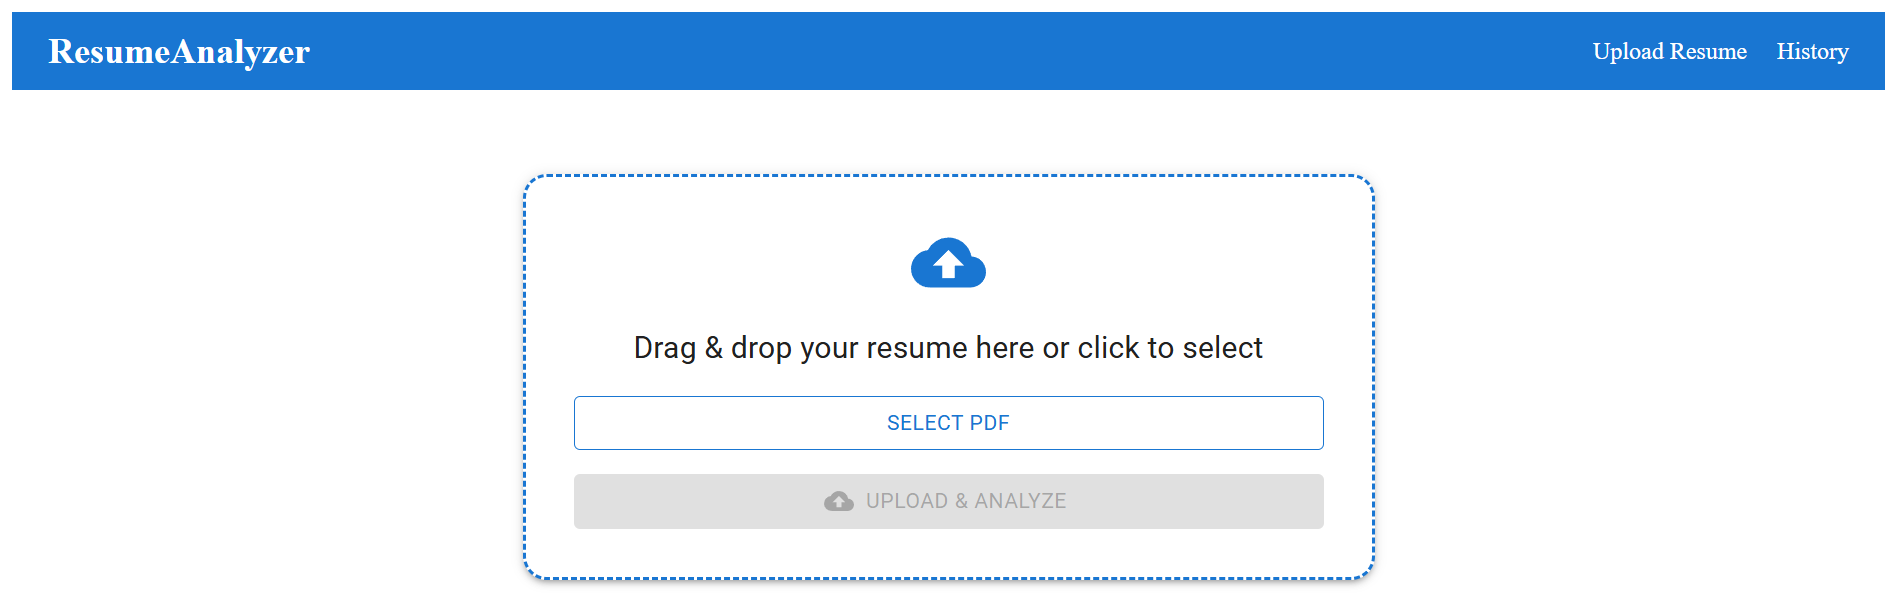 ResumeAnalyzer
Upload Resume
History
Drag & drop your resume here or click to select
SELECT PDF
UPLOAD & ANALYZE